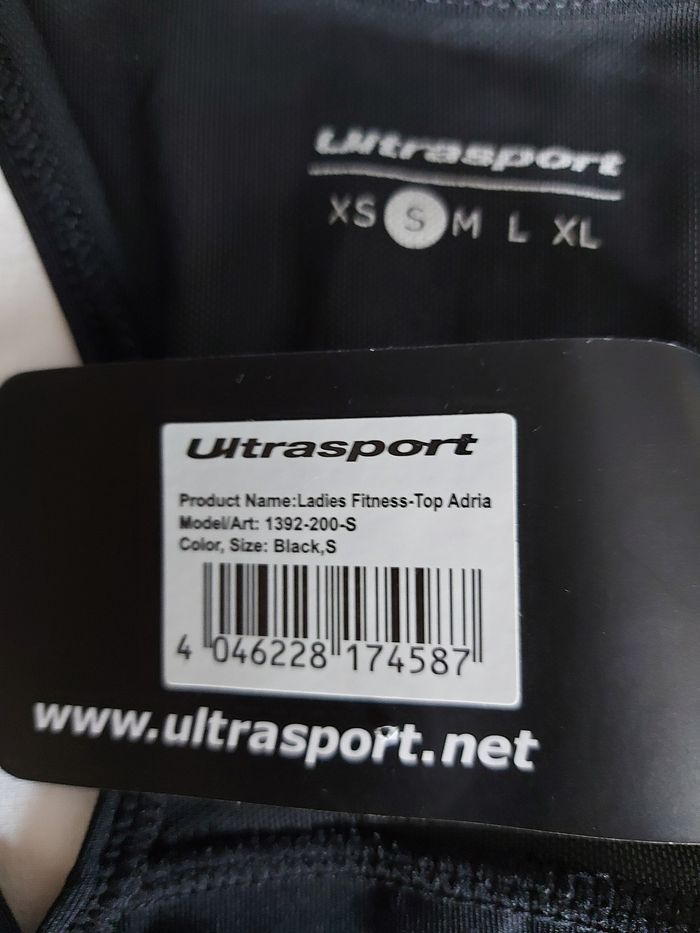 Ultrasport
XS S M L XL
Ultrasport
Product Name:Ladies Fitness-Top Adria
Model/Art: 1392-200-S
Color, Size: Black,S
4 046228 174587
www.ultrasport.net